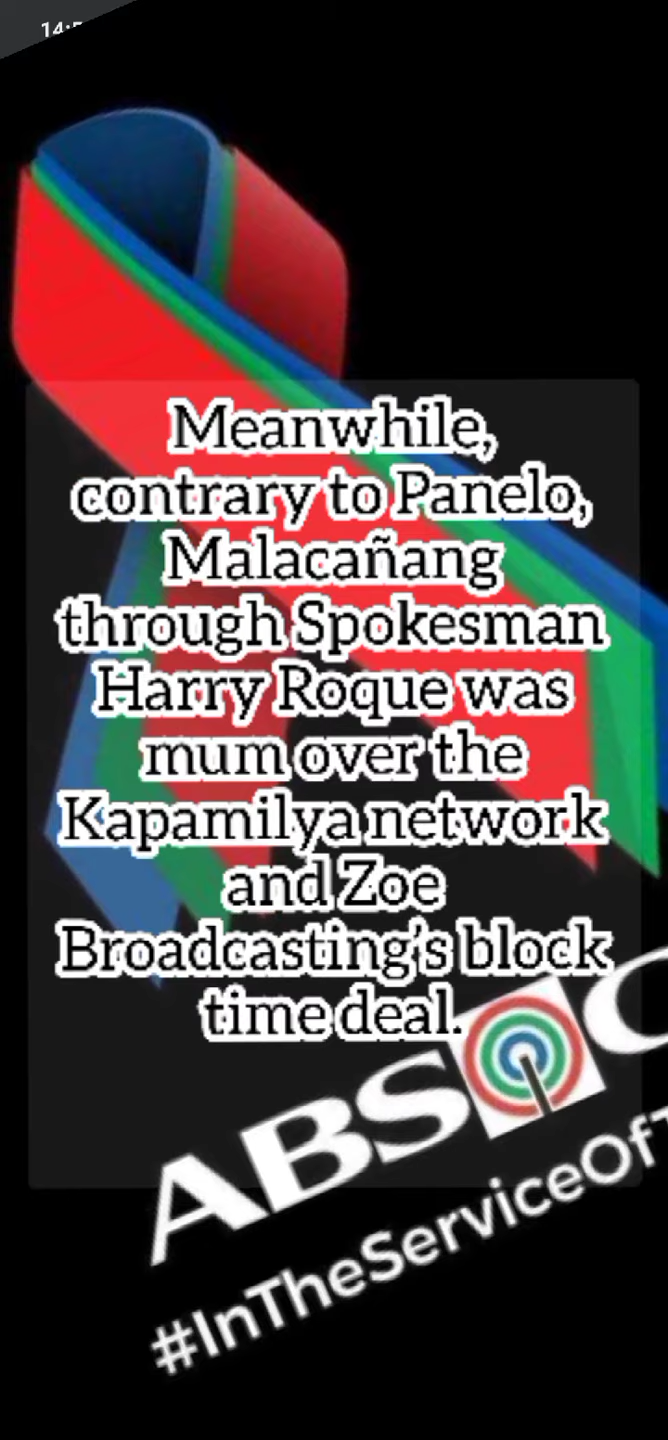 Meanwhile,
contrary to Panelo,
Malacañang
through Spokesman
Harry Roque was
mum over the
Kapamilya network
and Zoe
Broadcasting's block
time deal.
ABS C
#InTheServiceOf